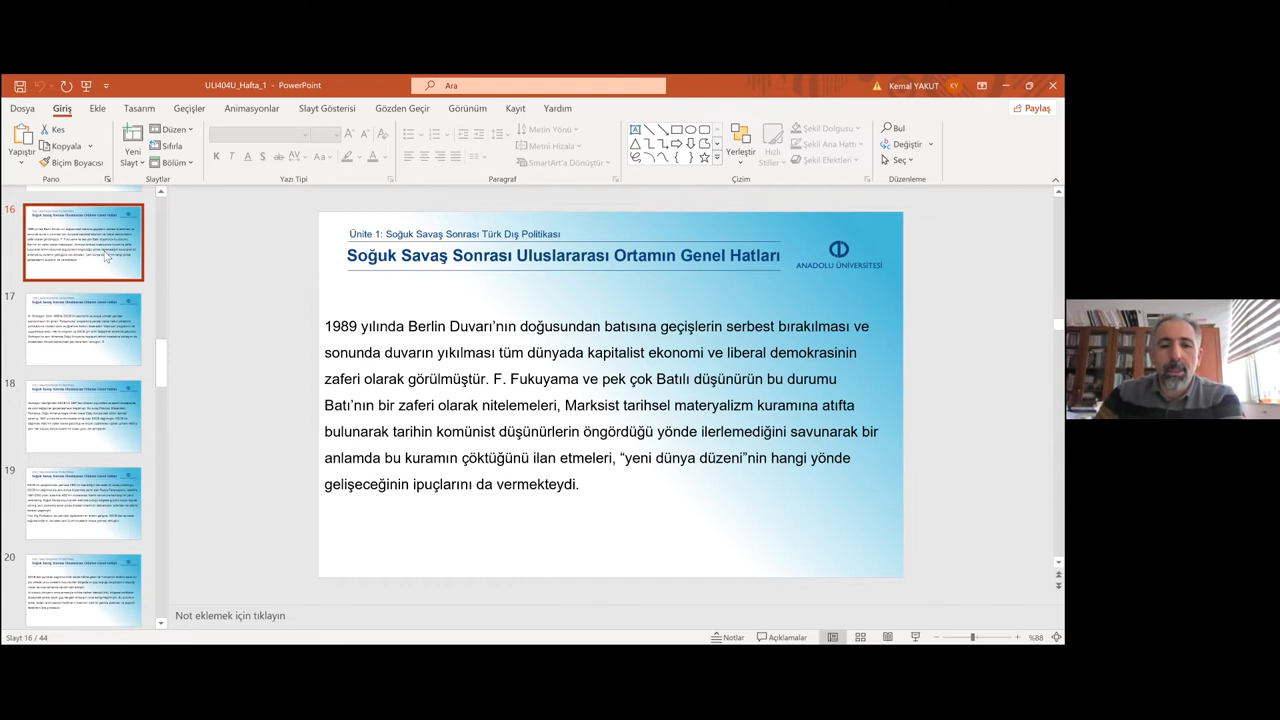 ULI404U_Hafta_1 - PowerPoint
Ara
Kemal YAKUT
KY
Dosya
Giriş
Ekle
Tasarım
Geçişler
Animasyonlar
Slayt Gösterisi
Gözden Geçir
Görünüm
Kayıt
Yardım
Paylaş
Yapıştır
Kes
Kopyala
Biçim Boyacısı
Pano
Yeni
Slayt
Düzen
Sıfırla
Bölüm
Slaytlar
K T A S ab AV Aa A
Yazı Tipi
Metin Yönü
Metni Hizala
SmartArt'a Dönüştür
Paragraf
Yerleştir
Hızlı
Stiller
Şekil Dolgusu
Şekil Ana Hattı
Şekil Efektleri
Çizim
Bul
Değiştir
Seç
Düzenleme
16
17
18
19
20
Ünite 1: Soğuk Savaş Sonrası Türk Dış Politikası
Soğuk Savaş Sonrası Uluslararası Ortamın Genel Hatları
ANADOLU ÜNİVERSİTESİ
1989 yılında Berlin Duvarı’nın doğusundan batısına geçişlerin serbest bırakılması ve
sonunda duvarın yıkılması tüm dünyada kapitalist ekonomi ve liberal demokrasinin
zaferi olarak görülmüştür. F. Fukuyama ve pek çok Batılı düşünürün bu durumu
Batı’nın bir zaferi olarak nitelemeleri, Marksist tarihsel materyalizm kuramına atıfta
bulunarak tarihin komünist düşünürlerin öngördüğü yönde ilerlemediğini savunarak bir
anlamda bu kuramın çöktüğünü ilan etmeleri, “yeni dünya düzeni”nin hangi yönde
gelişeceğinin ipuçlarını da vermekteydi.
Not eklemek için tıklayın
Slayt 16 / 44
Notlar
Açıklamalar
%88